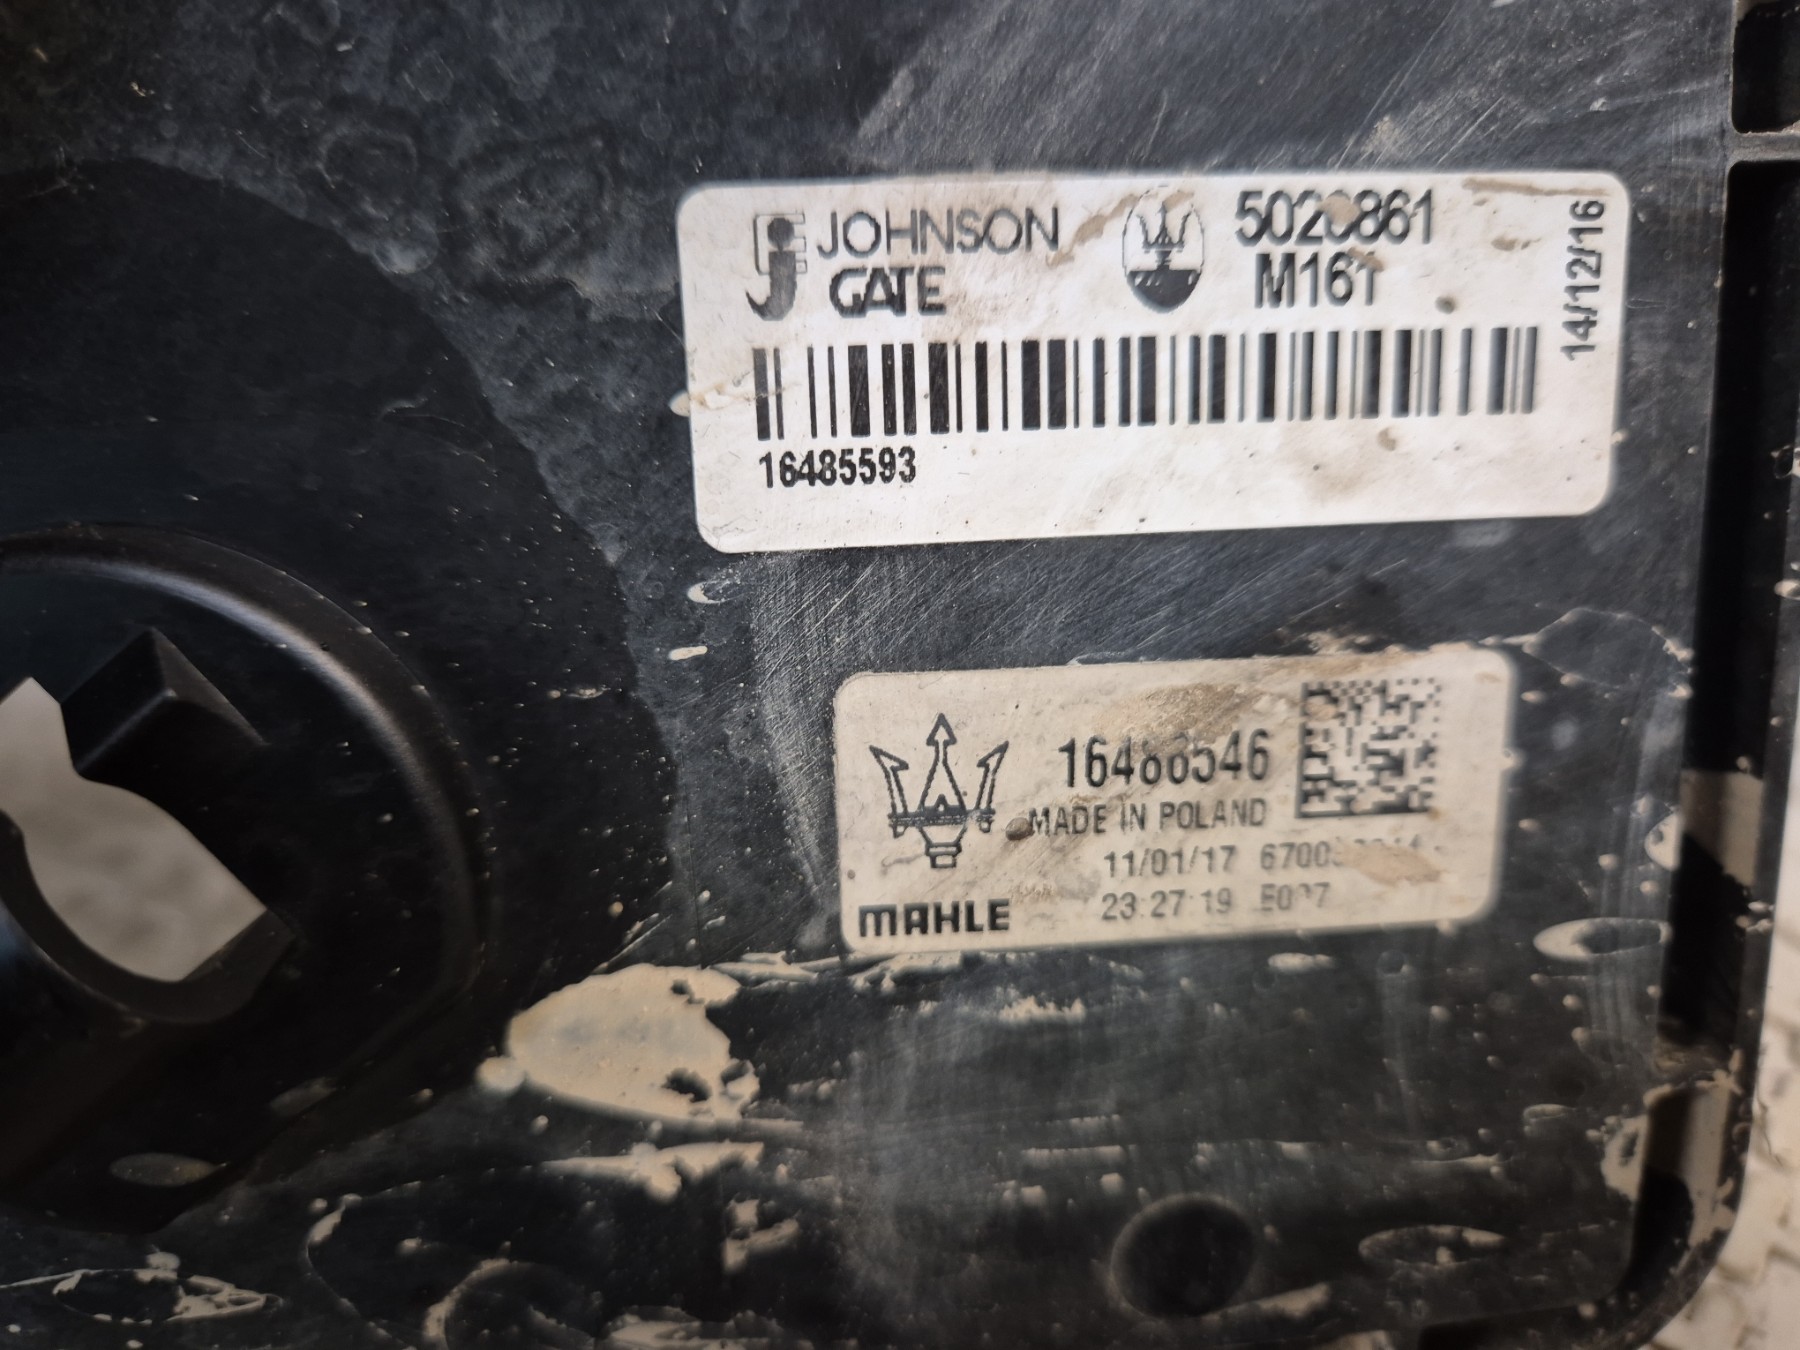 JOHNSON
GATE
M161
14/12/16
16485593
MADE IN POLAND
11/01/17
23:27:19
MAHLE